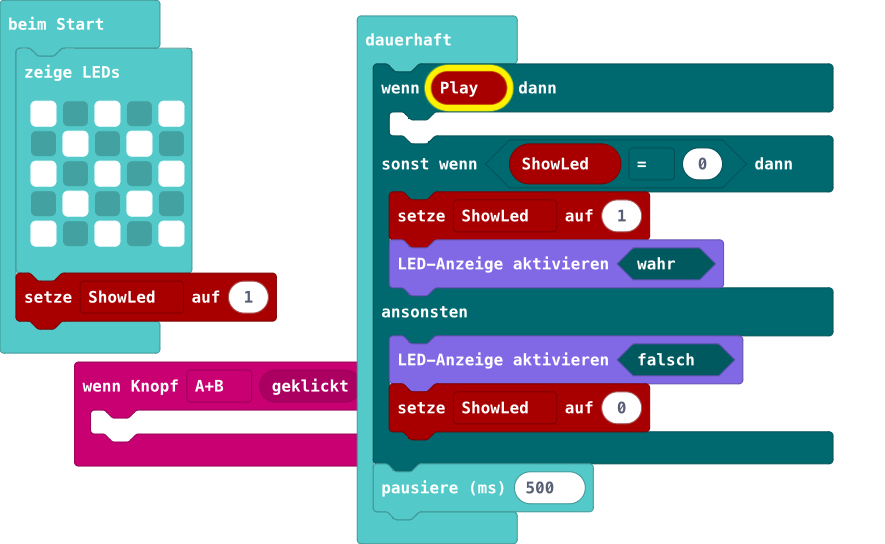 beim Start
zeige LEDs
setze ShowLed auf 1
wenn Knopf A+B geklickt
dauerhaft
wenn Play dann
sonst wenn ShowLed = 0 dann
setze ShowLed auf 1
LED-Anzeige aktivieren wahr
ansonsten
LED-Anzeige aktivieren falsch
setze ShowLed auf 0
pausiere (ms) 500